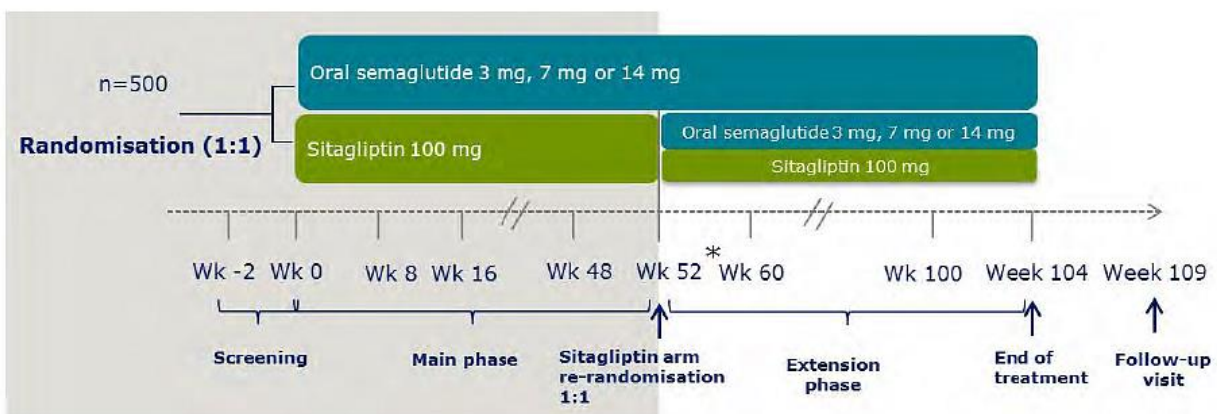 n=500
Randomisation (1:1)
Oral semaglutide 3 mg, 7 mg or 14 mg
Sitagliptin 100 mg
Oral semaglutide 3 mg, 7 mg or 14 mg
Sitagliptin 100 mg
Wk -2 Wk 0 Wk 8 Wk 16 Wk 48 Wk 52 * Wk 60 Wk 100 Week 104 Week 109
Screening
Main phase
Sitagliptin arm
re-randomisation
1:1
Extension
phase
End of
treatment
Follow-up
visit